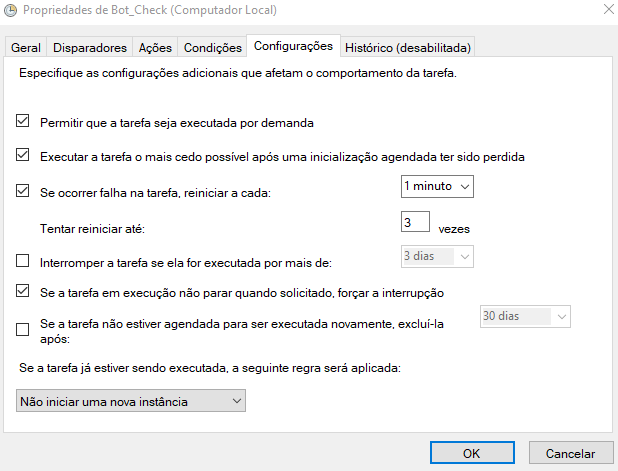 Propriedades de Bot_Check (Computador Local)
Geral Disparadores Ações Condições Configurações Histórico (desabilitada)
Especifique as configurações adicionais que afetam o comportamento da tarefa.
Permitir que a tarefa seja executada por demanda
Executar a tarefa o mais cedo possível após uma inicialização agendada ter sido perdida
Se ocorrer falha na tarefa, reiniciar a cada: 1 minuto
Tentar reiniciar até: 3 vezes
Interromper a tarefa se ela for executada por mais de: 3 dias
Se a tarefa em execução não parar quando solicitado, forçar a interrupção
Se a tarefa não estiver agendada para ser executada novamente, excluí-la 30 dias
após:
Se a tarefa já estiver sendo executada, a seguinte regra será aplicada:
Não iniciar uma nova instância
OK Cancelar